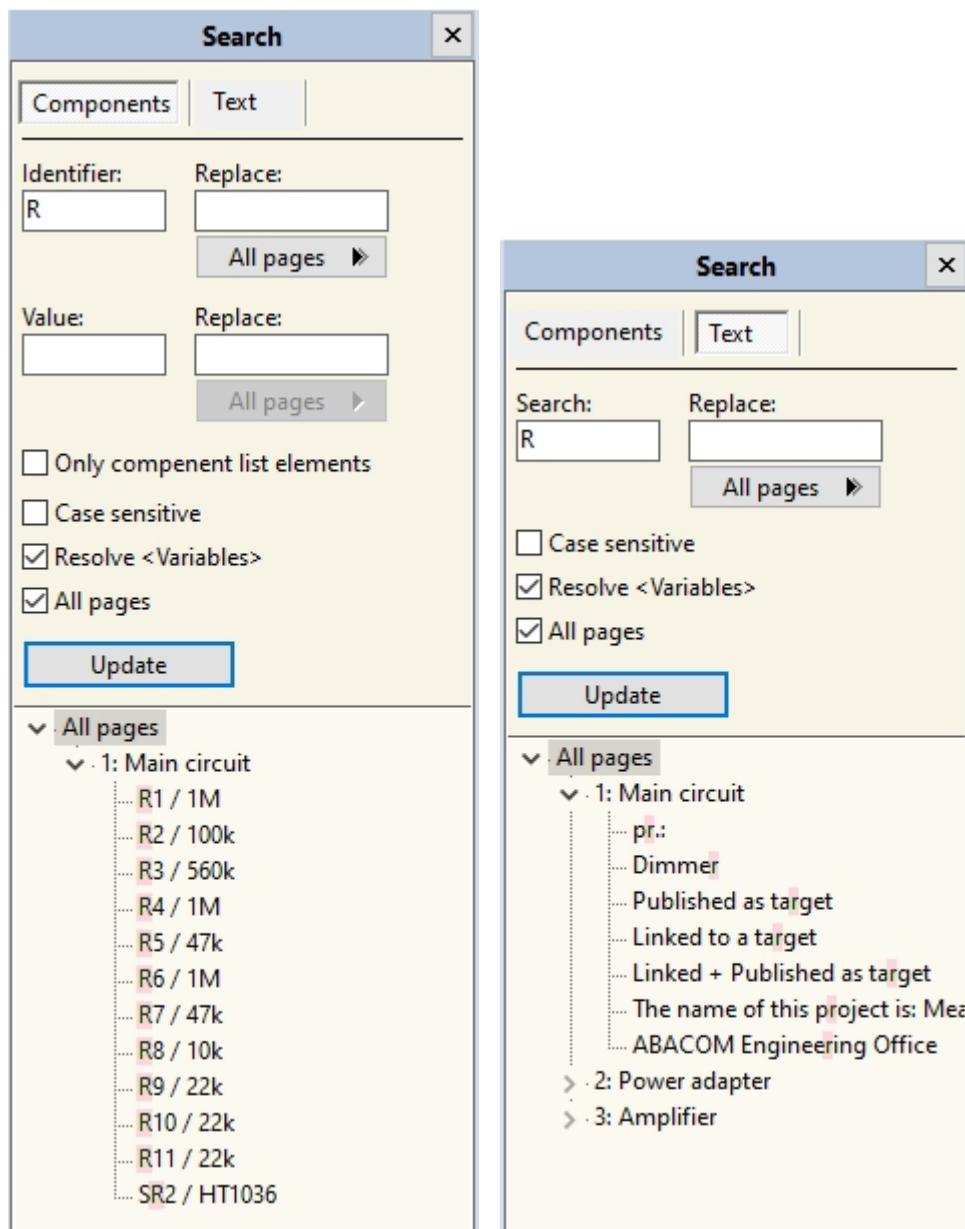 Search
Components Text
Identifier: Replace:
R
All pages
Value: Replace:
All pages
Only compenent list elements
Case sensitive
Resolve <Variables>
All pages
Update
All pages
1: Main circuit
R1 / 1M
R2 / 100k
R3 / 560k
R4 / 1M
R5 / 47k
R6 / 1M
R7 / 47k
R8 / 10k
R9 / 22k
R10 / 22k
R11 / 22k
SR2 / HT1036
Search
Components Text
Search: Replace:
R
All pages
Case sensitive
Resolve <Variables>
All pages
Update
All pages
1: Main circuit
pr.:
Dimmer
Published as target
Linked to a target
Linked + Published as target
The name of this project is: Mea
ABACOM Engineering Office
2: Power adapter
3: Amplifier